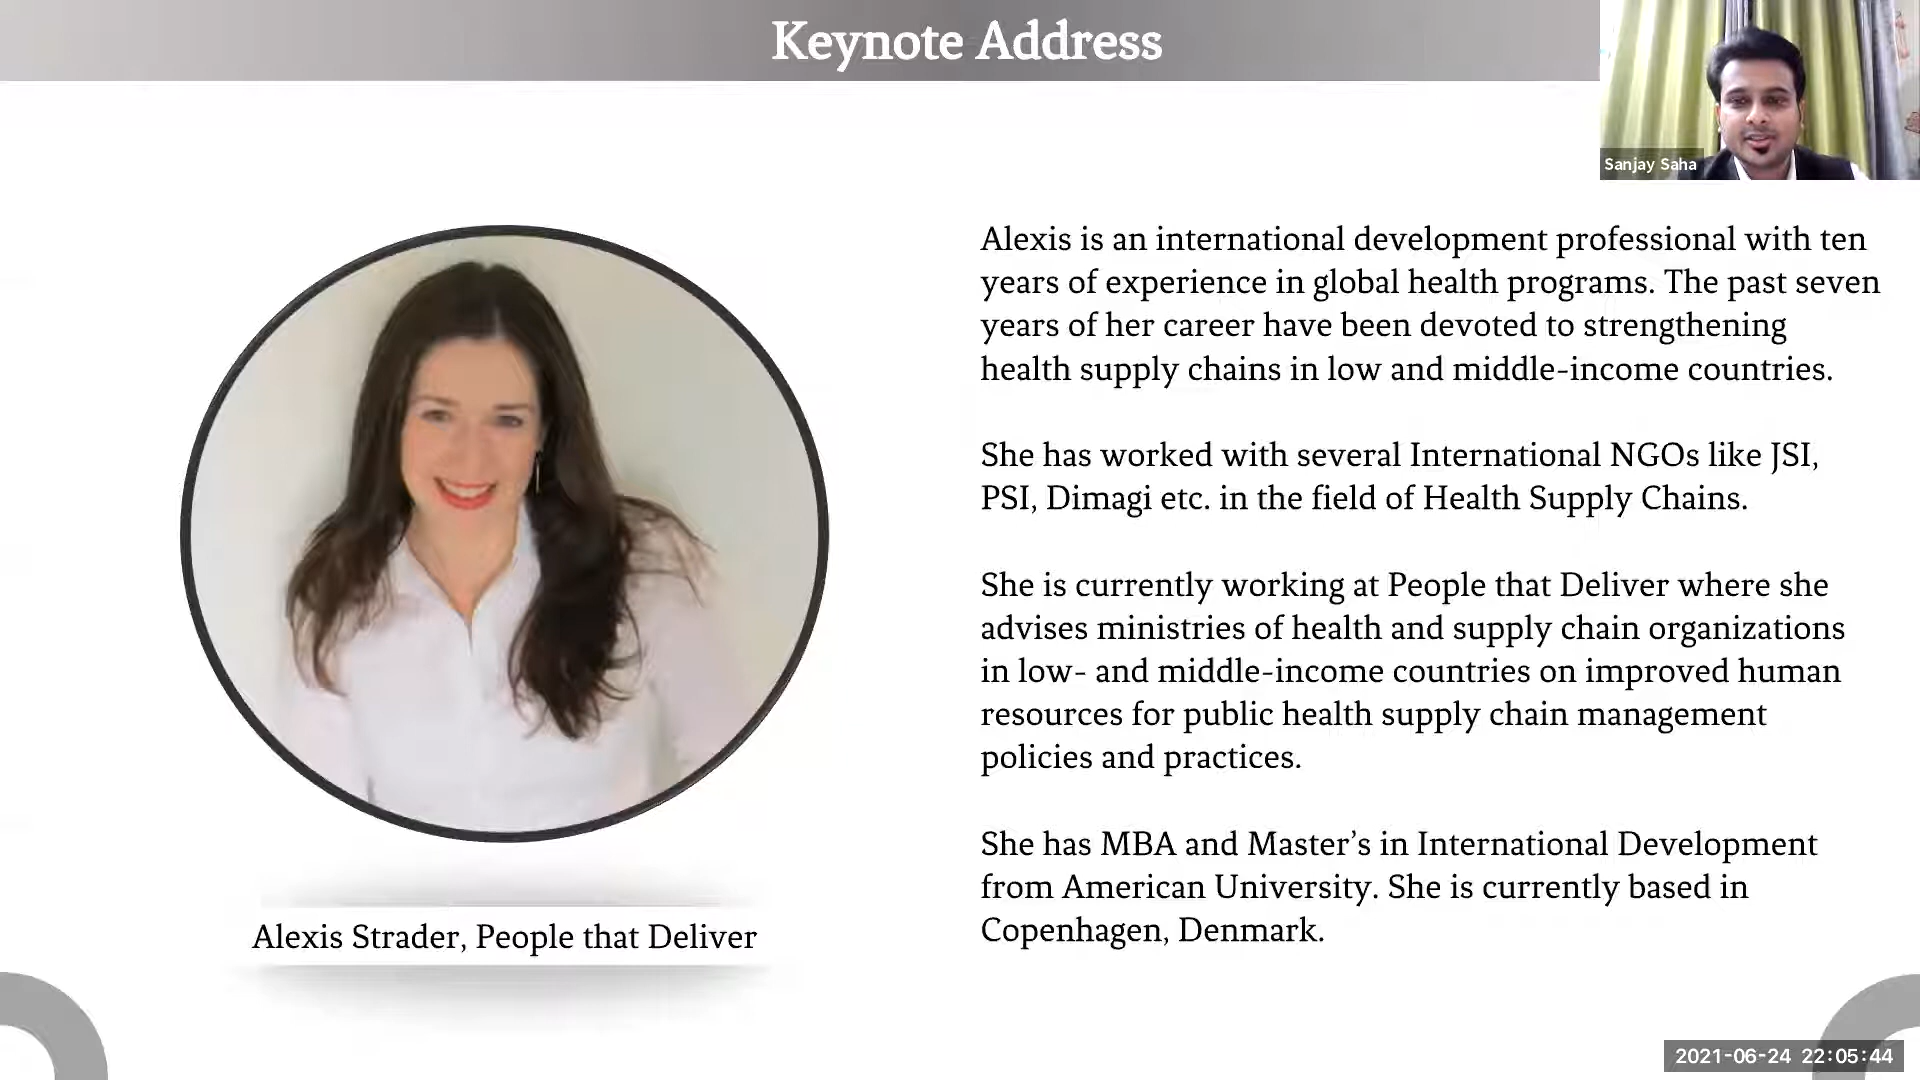 Keynote Address
Sanjay Saha
Alexis is an international development professional with ten
years of experience in global health programs. The past seven
years of her career have been devoted to strengthening
health supply chains in low and middle-income countries.
She has worked with several International NGOs like JSI,
PSI, Dimagi etc. in the field of Health Supply Chains.
She is currently working at People that Deliver where she
advises ministries of health and supply chain organizations
in low- and middle-income countries on improved human
resources for public health supply chain management
policies and practices.
She has MBA and Master’s in International Development
from American University. She is currently based in
Copenhagen, Denmark.
Alexis Strader, People that Deliver
2021-06-24 22:05:44